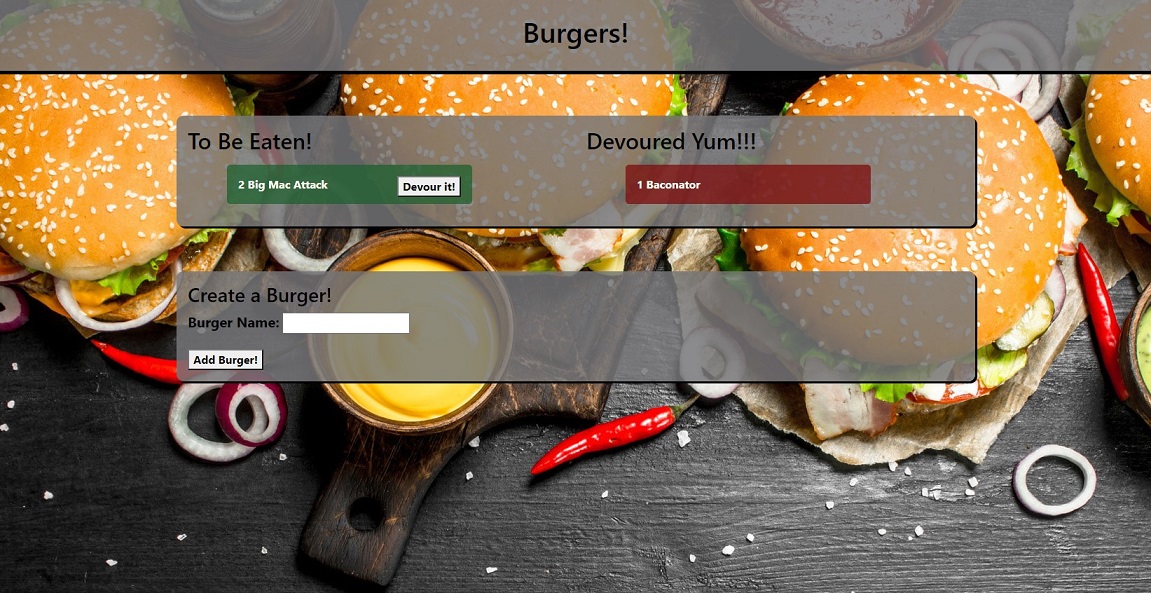 Burgers!
To Be Eaten!
2 Big Mac Attack
Devour it!
Devoured Yum!!!
1 Baconator
Create a Burger!
Burger Name:
Add Burger!